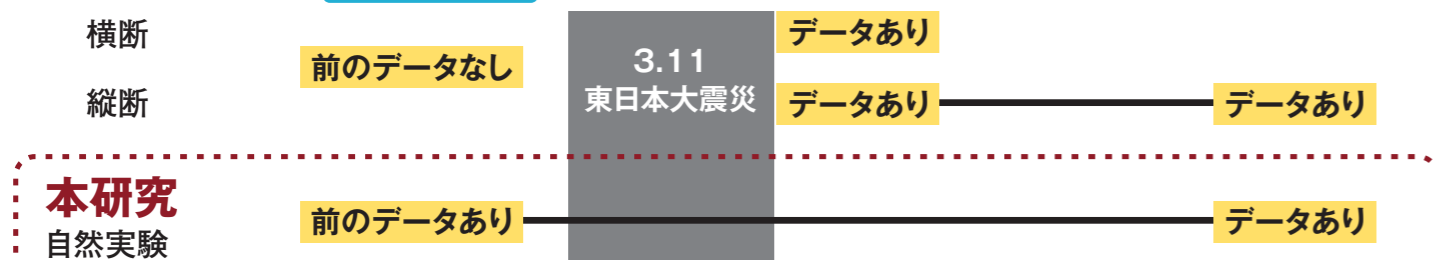 横断
前のデータなし
3.11
東日本大震災
データあり
縦断
データあり
データあり
本研究
自然実験
前のデータあり
データあり